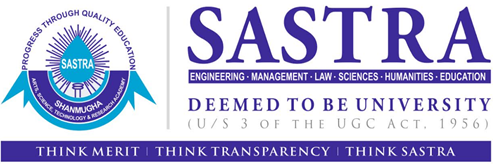 PROGRESS THROUGH QUALITY EDUCATION
SASTRA
SHANMUGHA
ARTS, SCIENCE, TECHNOLOGY & RESEARCH ACADEMY
SASTRA
ENGINEERING · MANAGEMENT · LAW · SCIENCES · HUMANITIES · EDUCATION
DEEMED TO BE UNIVERSITY
(U/S 3 OF THE UGC ACT, 1956)
THINK MERIT | THINK TRANSPARENCY | THINK SASTRA